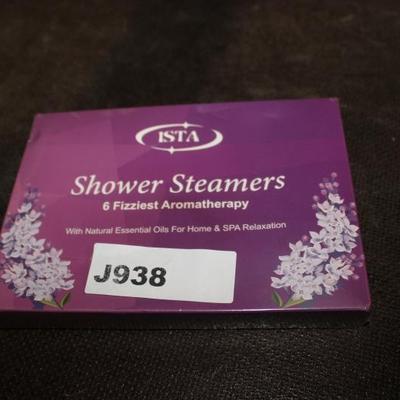 ISTA
Shower Steamers
6 Fizziest Aromatherapy
With Natural Essential Oils For Home & SPA Relaxation
J938